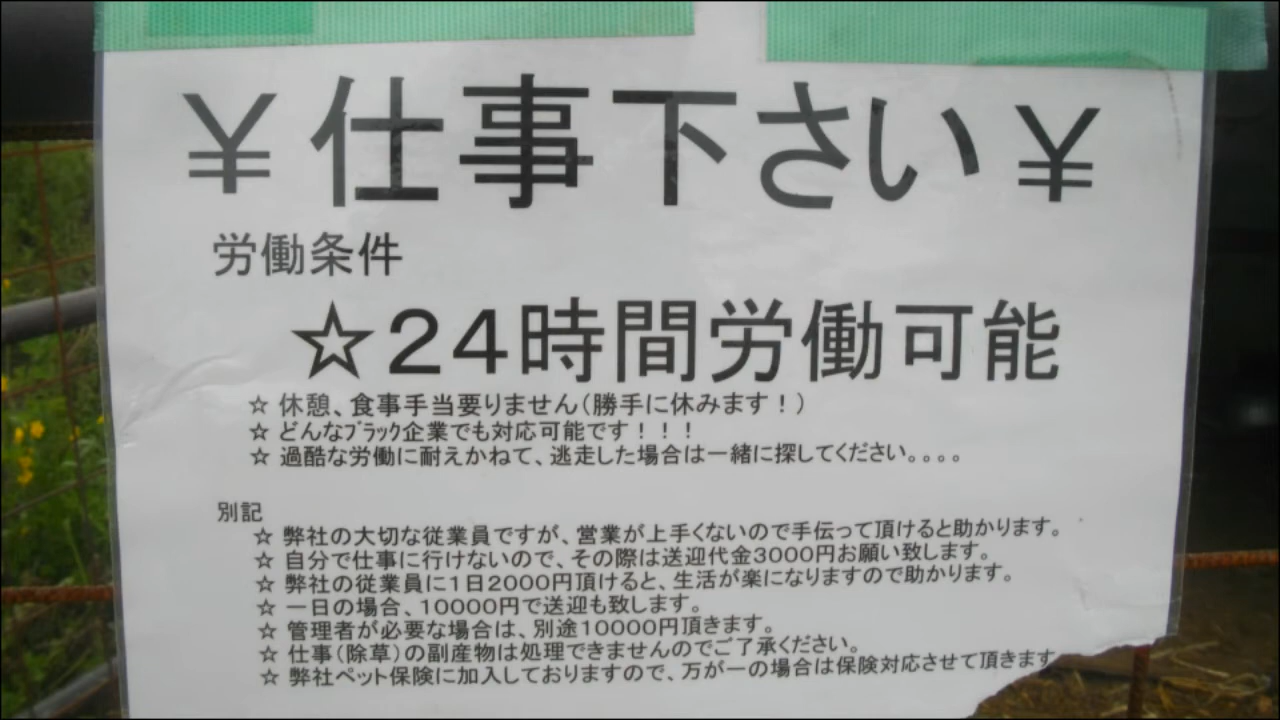 ￥仕事下さい￥
労働条件
☆24時間労働可能
☆ 休憩、食事手当要りません（勝手に休みます！）
☆ どんなﾌﾞﾗｯｸ企業でも対応可能です！！！
☆ 過酷な労働に耐えかねて、逃走した場合は一緒に探してください。。。。
別記
☆ 弊社の大切な従業員ですが、営業が上手くないので手伝って頂けると助かります。
☆ 自分で仕事に行けないので、その際は送迎代金3000円お願い致します。
☆ 弊社の従業員に1日2000円頂けると、生活が楽になりますので助かります。
☆ 一日の場合、10000円で送迎も致します。
☆ 管理者が必要な場合は、別途10000円頂きます。
☆ 仕事（除草）の副産物は処理できませんのでご了承ください。
☆ 弊社ペット保険に加入しておりますので、万が一の場合は保険対応させて頂きます